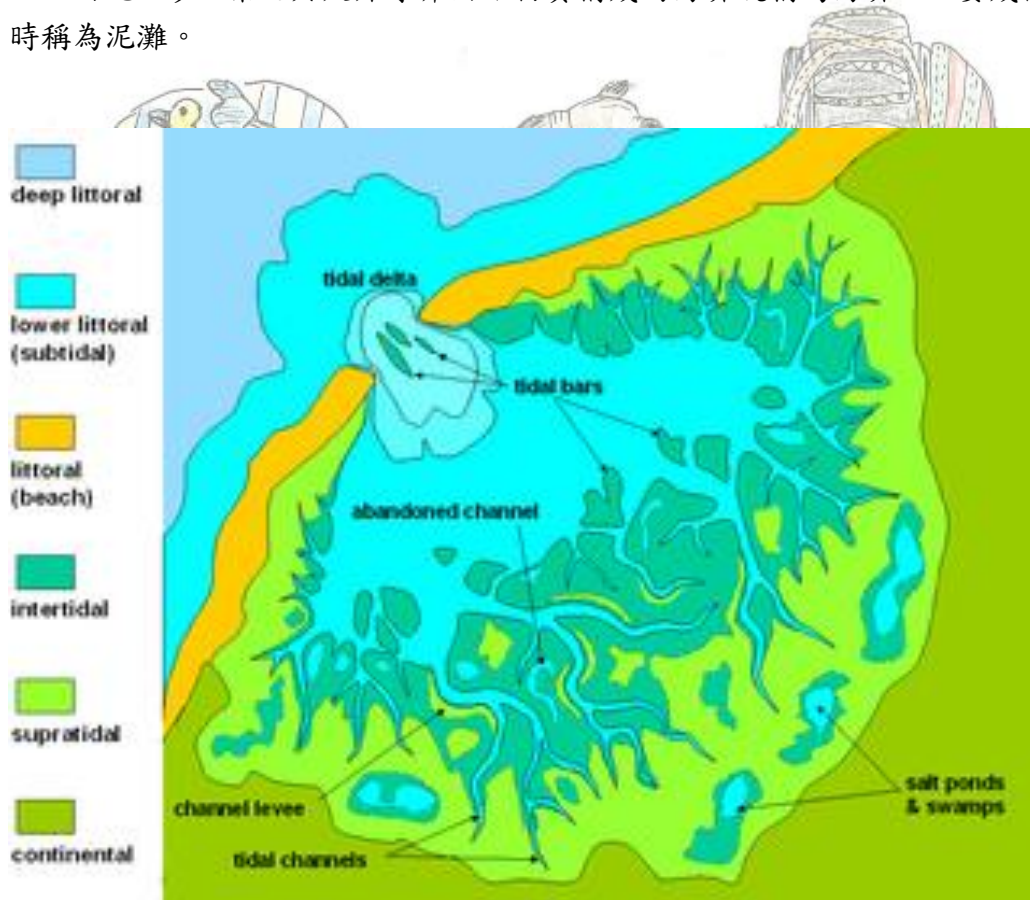 時稱為泥灘。
deep littoral
lower littoral
(subtidal)
littoral
(beach)
intertidal
supratidal
continental
tidal delta
tidal bars
abandoned channel
channel levee
tidal channels
salt ponds
& swamps